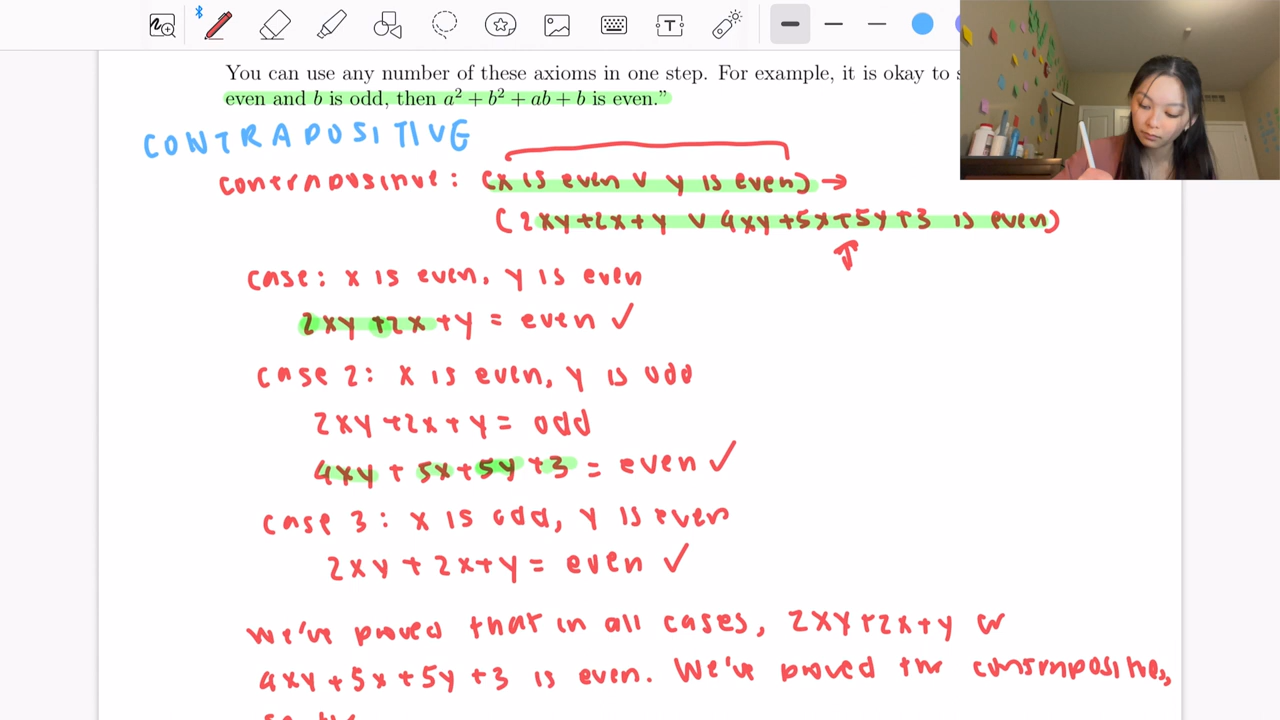 You can use any number of these axioms in one step. For example, it is okay to s
even and b is odd, then a² + b² + ab + b is even."
CONTRAPOSITIVE
contrapositive: (x is even ∨ y is even) →
(2xy+2x+y ∨ 4xy+5x+5y+3 is even)
case: x is even, y is even
2xy+2x+y = even ✓
case 2: x is even, y is odd
2xy+2x+y = odd
4xy + 5x+5y+3 = even ✓
case 3: x is odd, y is even
2xy + 2x+y = even ✓
We've proved that in all cases, 2xy+2x+y or
4xy+5x+5y+3 is even. We've proved the contrapositive,